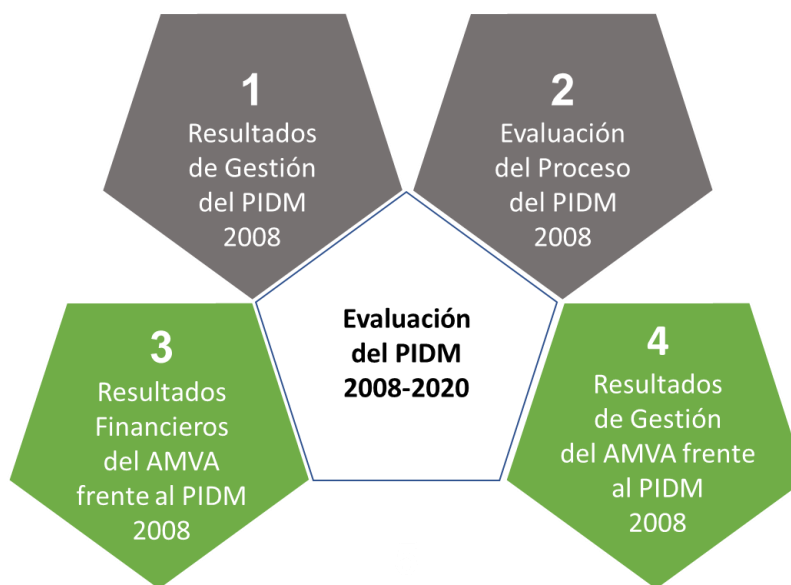 1
Resultados
de Gestión
del PIDM
2008
2
Evaluación
del Proceso
del PIDM
2008
Evaluación
del PIDM
2008-2020
3
Resultados
Financieros
del AMVA
frente al PIDM
2008
4
Resultados
de Gestión
del AMVA frente
al PIDM
2008